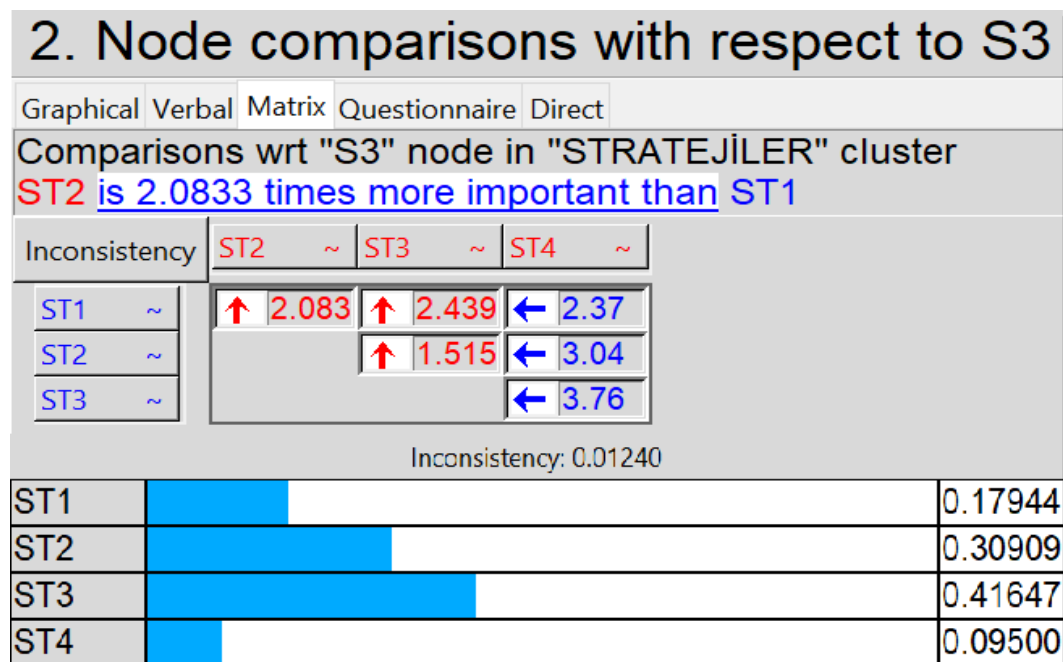 2. Node comparisons with respect to S3
Graphical Verbal Matrix Questionnaire Direct
Comparisons wrt "S3" node in "STRATEJİLER" cluster
ST2 is 2.0833 times more important than ST1
Inconsistency ST2 ~ ST3 ~ ST4 ~
ST1 ~ ↑ 2.083 ↑ 2.439 ← 2.37
ST2 ~ ↑ 1.515 ← 3.04
ST3 ~ ← 3.76
Inconsistency: 0.01240
ST1 0.17944
ST2 0.30909
ST3 0.41647
ST4 0.09500